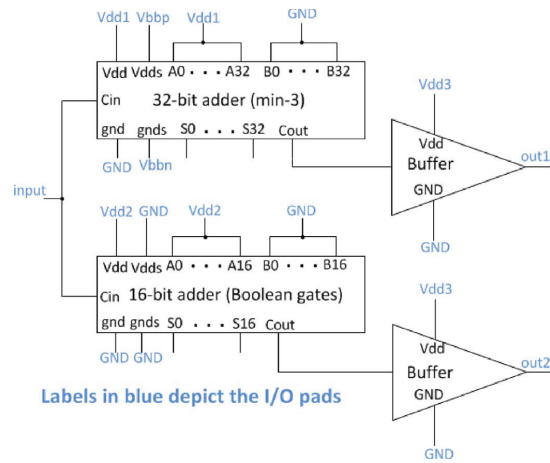 Vdd1 Vbbp Vdd1 GND
Vdd Vdds A0 · · · A32 B0 · · · B32
Cin 32-bit adder (min-3)
gnd gnds S0 . . . S32 Cout
GND Vbbn
Vdd3
Vdd
Buffer
GND
out1
GND
input
Vdd2 GND Vdd2 GND
Vdd Vdds A0 · · · A16 B0 · · · B16
Cin 16-bit adder (Boolean gates)
gnd gnds S0 . . . S16 Cout
GND GND
Vdd3
Vdd
Buffer
GND
out2
GND
Labels in blue depict the I/O pads